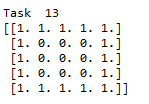 Task  13
[[1. 1. 1. 1. 1.]
 [1. 0. 0. 0. 1.]
 [1. 0. 0. 0. 1.]
 [1. 0. 0. 0. 1.]
 [1. 1. 1. 1. 1.]]